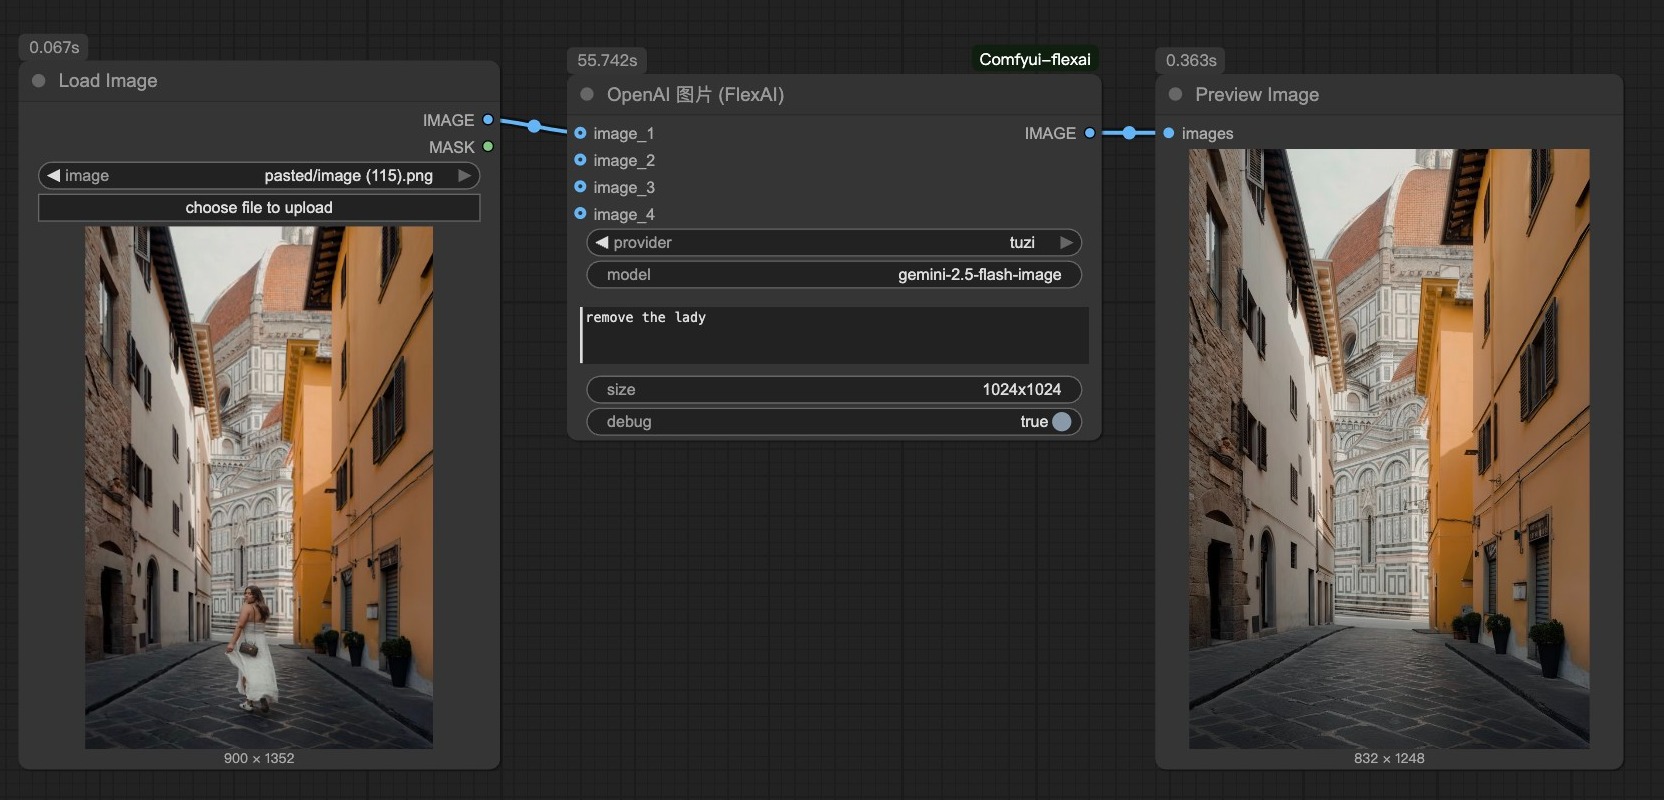 0.067s
Load Image
IMAGE
MASK
image pasted/image (115).png
choose file to upload
900 × 1352
55.742s
Comfyui-flexai
OpenAI 图片 (FlexAI)
image_1 IMAGE
image_2
image_3
image_4
provider tuzi
model gemini-2.5-flash-image
remove the lady
size 1024x1024
debug true
0.363s
Preview Image
images
832 × 1248